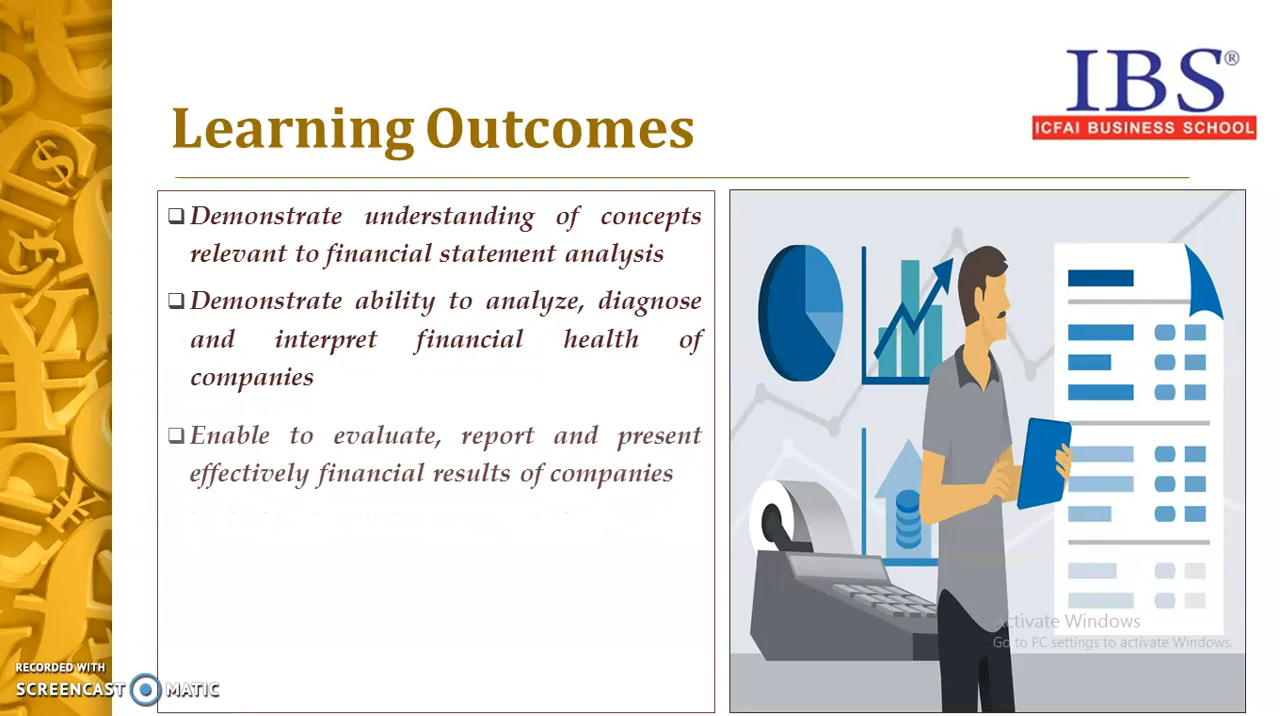 IBS®
ICFAI BUSINESS SCHOOL
Learning Outcomes
Demonstrate understanding of concepts
relevant to financial statement analysis
Demonstrate ability to analyze, diagnose
and interpret financial health of
companies
Enable to evaluate, report and present
effectively financial results of companies
Activate Windows
Go to PC settings to activate Windows.
RECORDED WITH
SCREENCAST MATIC